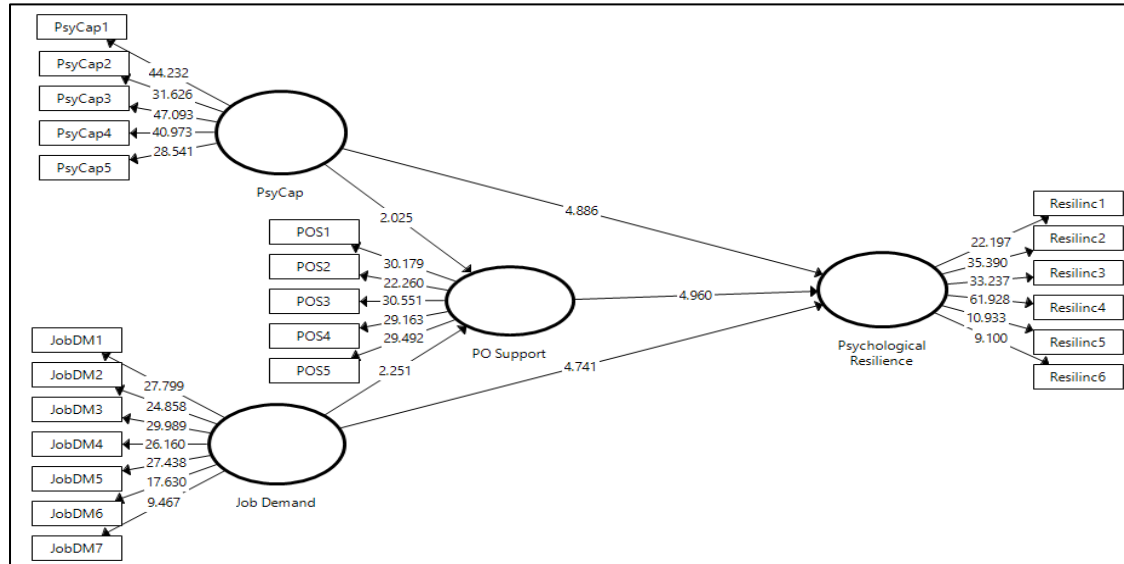 PsyCap1
PsyCap2
PsyCap3
PsyCap4
PsyCap5
44.232
31.626
47.093
40.973
28.541
PsyCap
2.025
4.886
POS1
POS2
POS3
POS4
POS5
30.179
22.260
30.551
29.163
29.492
PO Support
4.960
2.251
4.741
JobDM1
JobDM2
JobDM3
JobDM4
JobDM5
JobDM6
JobDM7
27.799
24.858
29.989
26.160
27.438
17.630
9.467
Job Demand
Psychological
Resilience
22.197
35.390
33.237
61.928
10.933
9.100
Resilinc1
Resilinc2
Resilinc3
Resilinc4
Resilinc5
Resilinc6